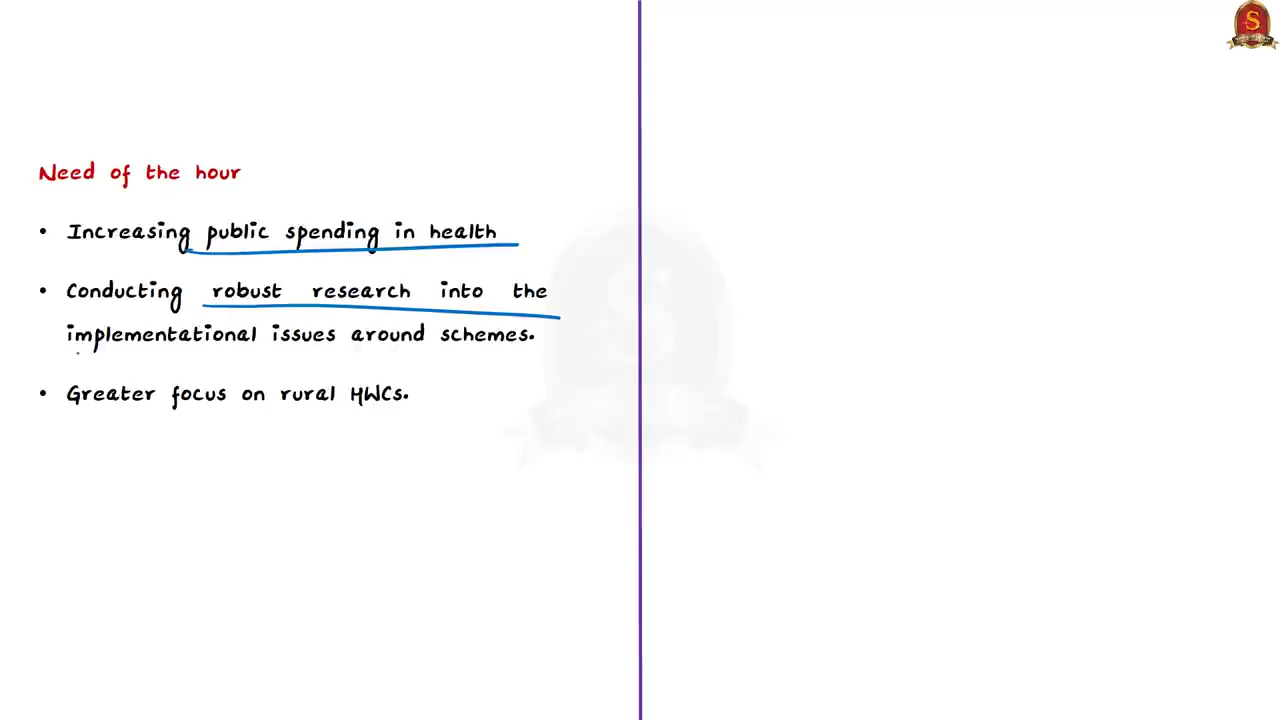 Need of the hour
• Increasing public spending in health
• Conducting robust research into the
implementational issues around schemes.
• Greater focus on rural HWCs.
S